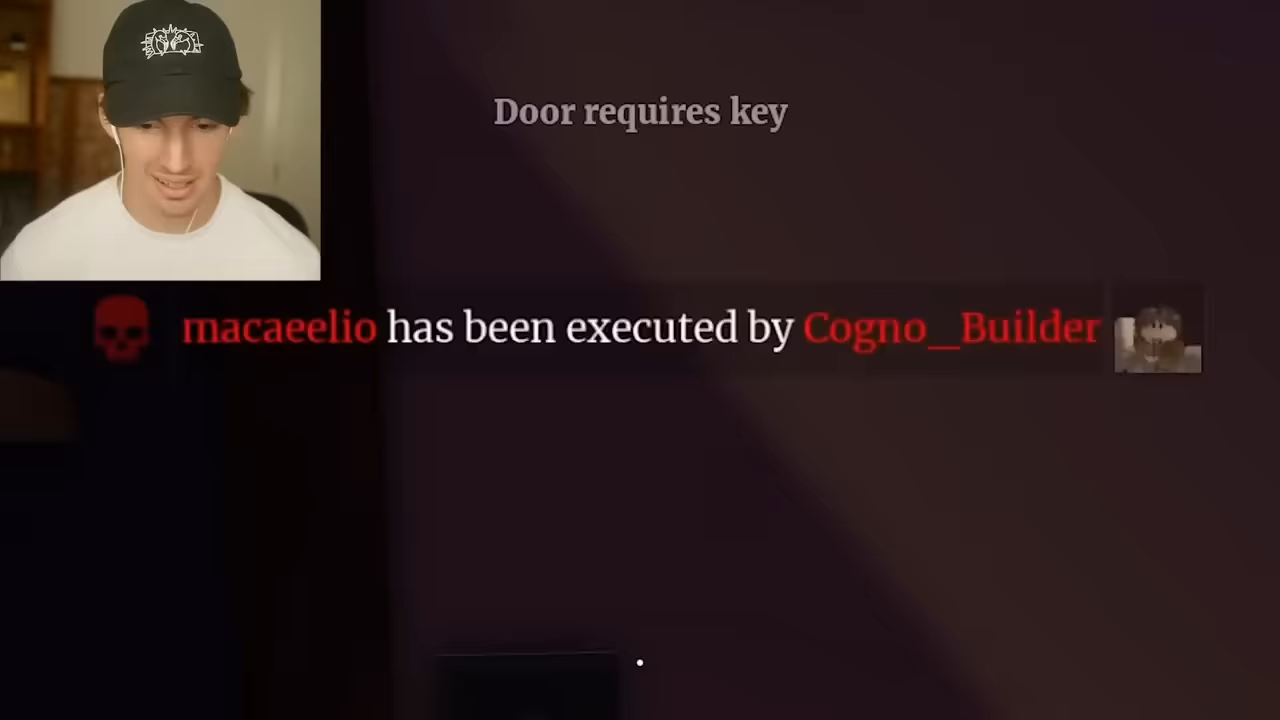 Door requires key
macaeelio has been executed by Cogno_Builder